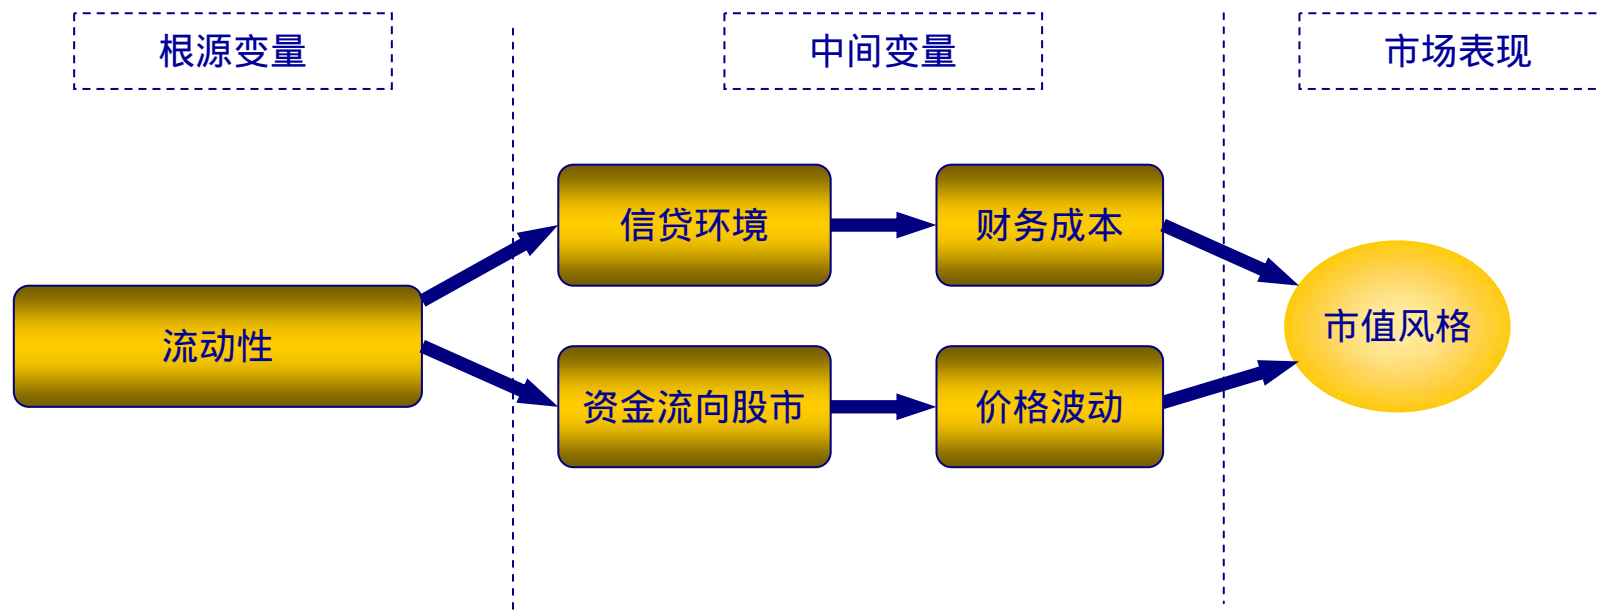 根源变量
中间变量
市场表现
信贷环境
财务成本
流动性
市值风格
资金流向股市
价格波动